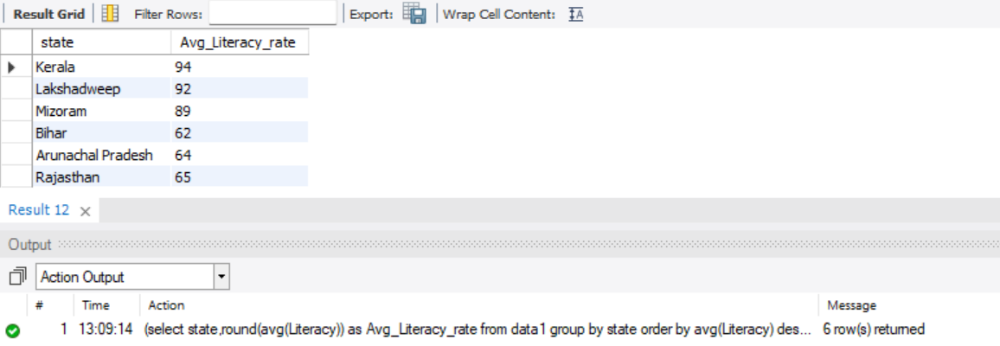 Result Grid Filter Rows: Export: Wrap Cell Content: IA
state Avg_Literacy_rate
Kerala 94
Lakshadweep 92
Mizoram 89
Bihar 62
Arunachal Pradesh 64
Rajasthan 65
Result 12 ×
Output
Action Output
# Time Action Message
1 13:09:14 (select state,round(avg(Literacy)) as Avg_Literacy_rate from data1 group by state order by avg(Literacy) des... 6 row(s) returned